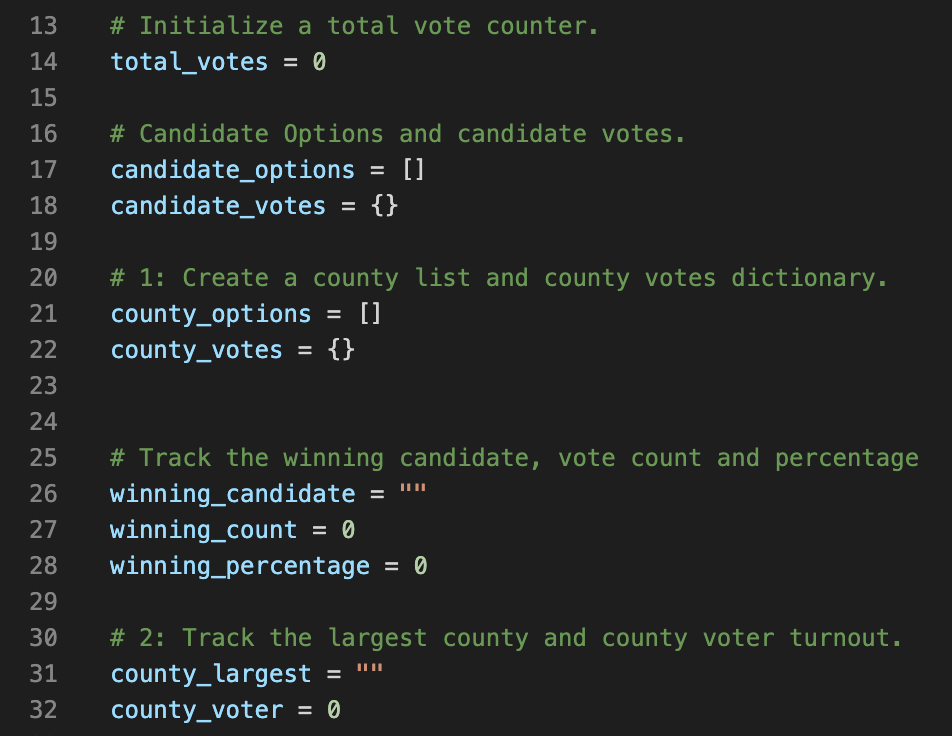 13 # Initialize a total vote counter.
14 total_votes = 0
15
16 # Candidate Options and candidate votes.
17 candidate_options = []
18 candidate_votes = {}
19
20 # 1: Create a county list and county votes dictionary.
21 county_options = []
22 county_votes = {}
23
24
25 # Track the winning candidate, vote count and percentage
26 winning_candidate = ""
27 winning_count = 0
28 winning_percentage = 0
29
30 # 2: Track the largest county and county voter turnout.
31 county_largest = ""
32 county_voter = 0